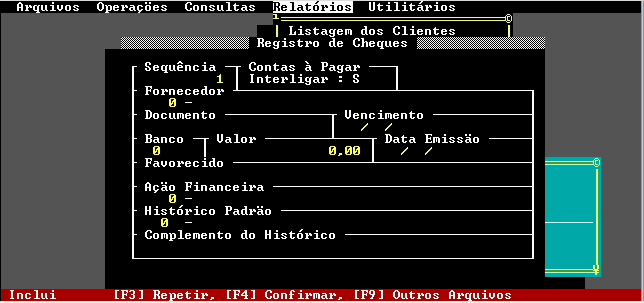 Arquivos Operações Consultas Relatórios Utilitários
Listagem dos Clientes
Registro de Cheques
Sequência Contas à Pagar
1 Interligar : S
Fornecedor
0 -
Documento Vencimento
/ /
Banco Valor Data Emissão
0 0,00 / /
Favorecido
Ação Financeira
0 -
Histórico Padrão
0 -
Complemento do Histórico
Inclui [F3] Repetir, [F4] Confirmar, [F9] Outros Arquivos